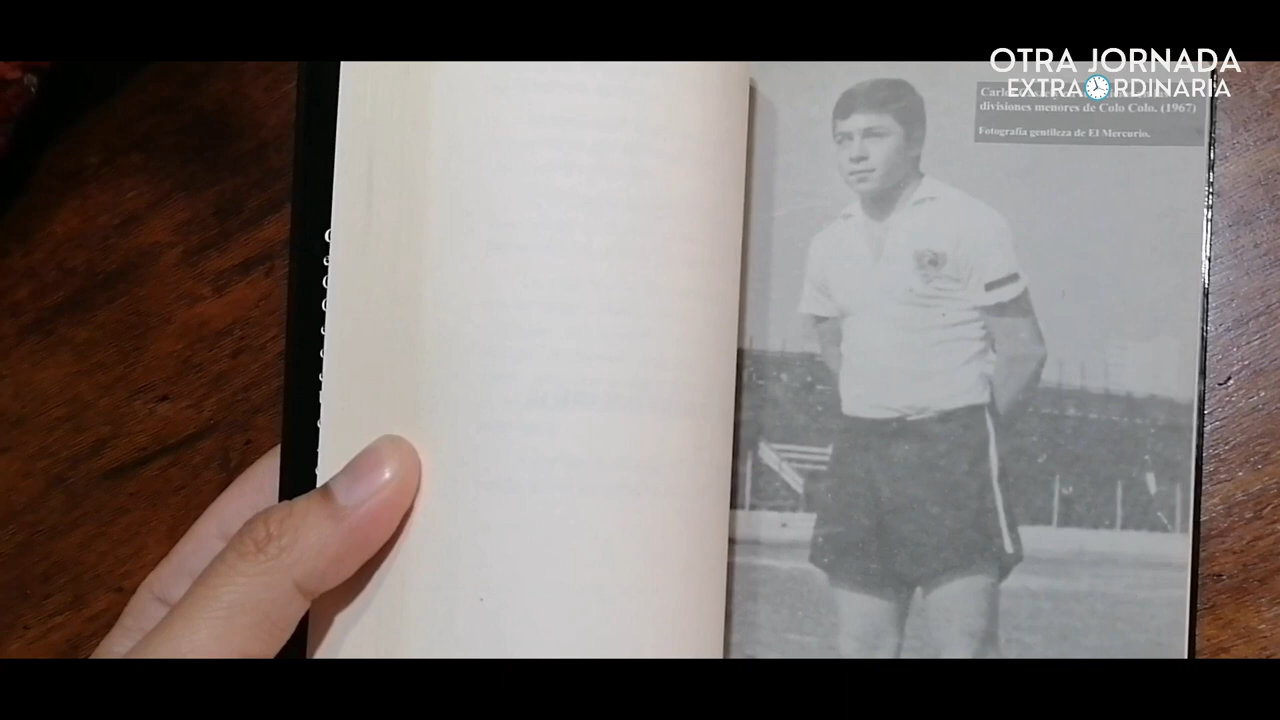 OTRA JORNADA
EXTRAORDINARIA
divisiones menores de Colo Colo. (1967)
Fotografía gentileza de El Mercurio.